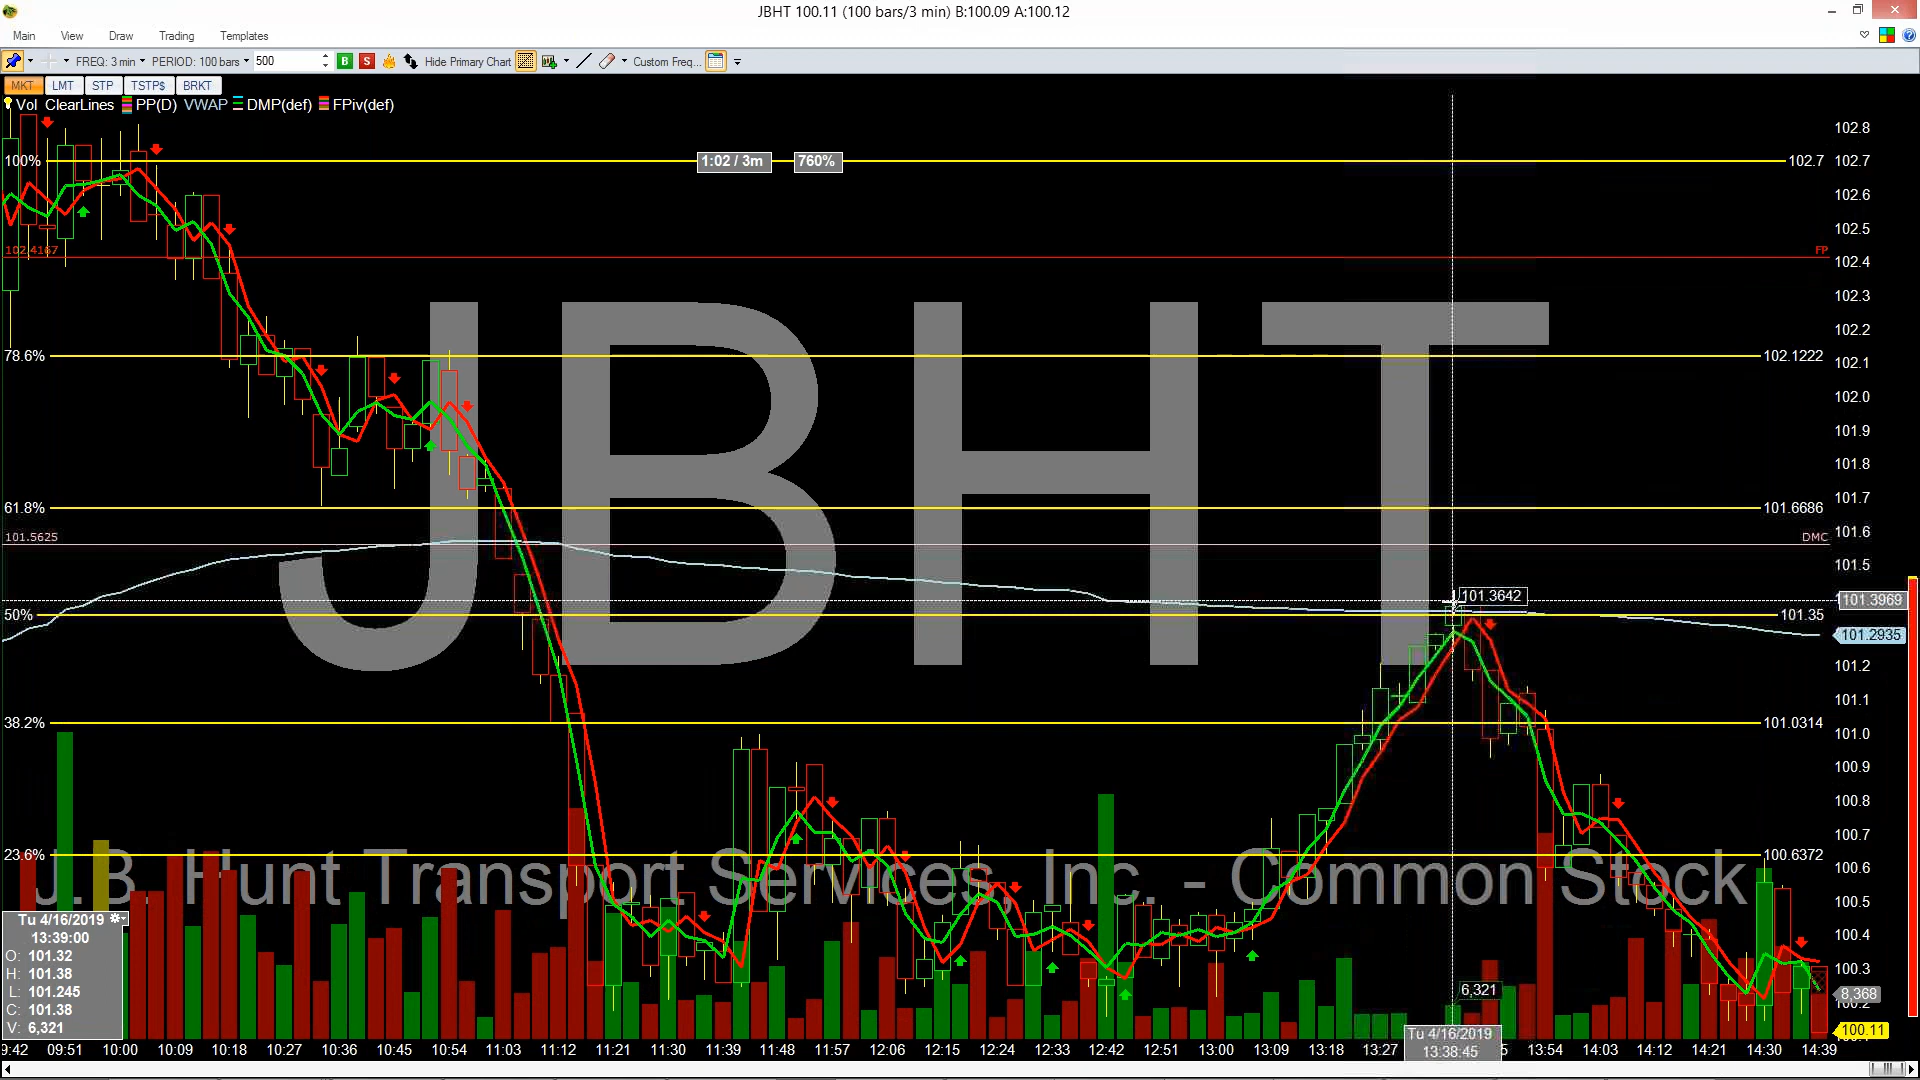 JBHT 100.11 (100 bars/3 min) B:100.09 A:100.12
Main View Draw Trading Templates
FREQ: 3 min PERIOD: 100 bars 500 B S Hide Primary Chart Custom Freq...
MKT LMT STP TSTP$ BRKT
Vol ClearLines PP(D) VWAP DMP(def) FPiv(def)
102.8
100% 1:02 / 3m 760% 102.7
102.6
102.5
102.4167 FP
102.4
102.3
102.2
78.6% 102.1222
102.1
102.0
101.9
101.8
101.7
61.8% 101.6686
101.6
101.5625 DMC
101.5
101.3642 101.3969
50% 101.35
101.2935
101.2
101.1
38.2% 101.0314
101.0
100.9
100.8
100.7
23.6% 100.6372
100.6
100.5
100.4
100.3
100.2
8,368
100.11
JBHT
J.B. Hunt Transport Services, Inc. - Common Stock
Tu 4/16/2019
13:39:00
O: 101.32
H: 101.38
L: 101.245
C: 101.38
V: 6,321
6,321
9:42 09:51 10:00 10:09 10:18 10:27 10:36 10:45 10:54 11:03 11:12 11:21 11:30 11:39 11:48 11:57 12:06 12:15 12:24 12:33 12:42 12:51 13:00 13:09 13:18 13:27 13:54 14:03 14:12 14:21 14:30 14:39
Tu 4/16/2019
13:38:45